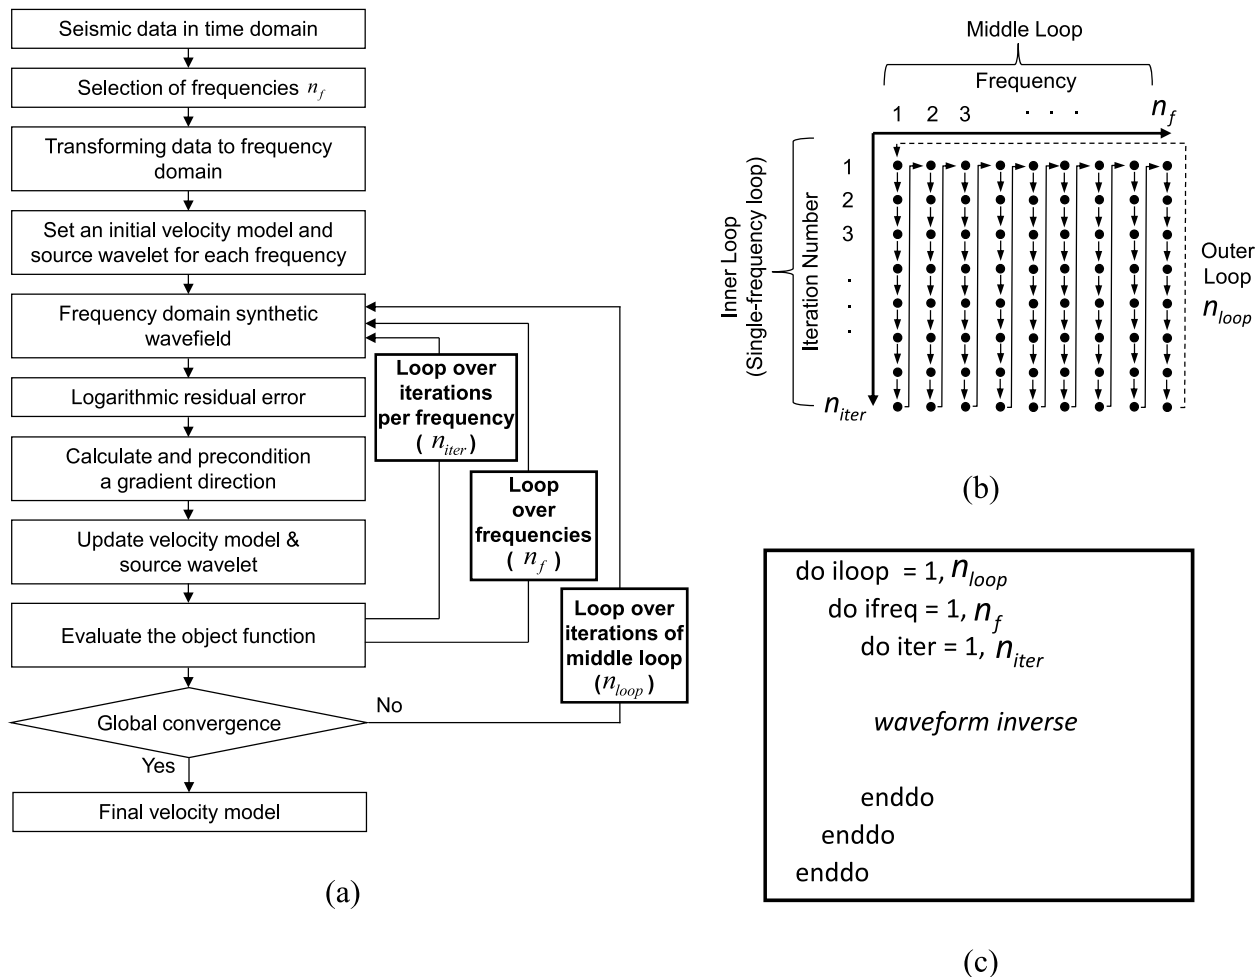 Seismic data in time domain
Selection of frequencies n_f
Transforming data to frequency
domain
Set an initial velocity model and
source wavelet for each frequency
Frequency domain synthetic
wavefield
Logarithmic residual error
Calculate and precondition
a gradient direction
Update velocity model &
source wavelet
Evaluate the object function
Global convergence
No
Yes
Final velocity model
Loop over
iterations
per frequency
( n_iter )
Loop
over
frequencies
( n_f )
Loop over
iterations of
middle loop
(n_loop)
(a)
Middle Loop
Frequency
1 2 3 . . . n_f
Inner Loop
(Single-frequency loop)
Iteration Number
1
2
3
.
.
.
n_iter
Outer
Loop
n_loop
(b)
do iloop = 1, n_loop
do ifreq = 1, n_f
do iter = 1, n_iter
waveform inverse
enddo
enddo
enddo
(c)